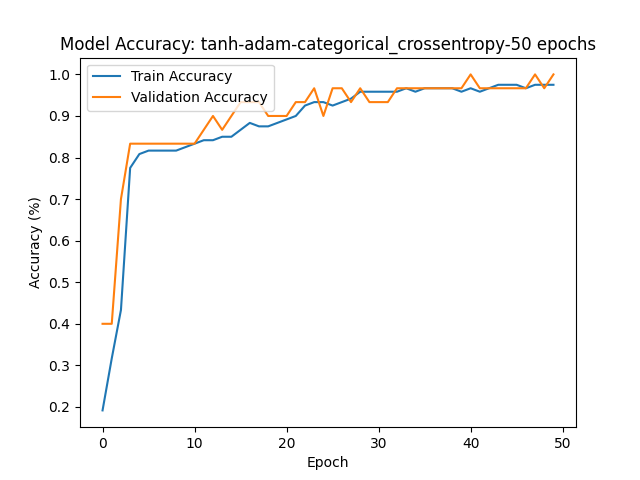 Model Accuracy: tanh-adam-categorical_crossentropy-50 epochs
Train Accuracy
Validation Accuracy
Accuracy (%)
1.0
0.9
0.8
0.7
0.6
0.5
0.4
0.3
0.2
0 10 20 30 40 50
Epoch